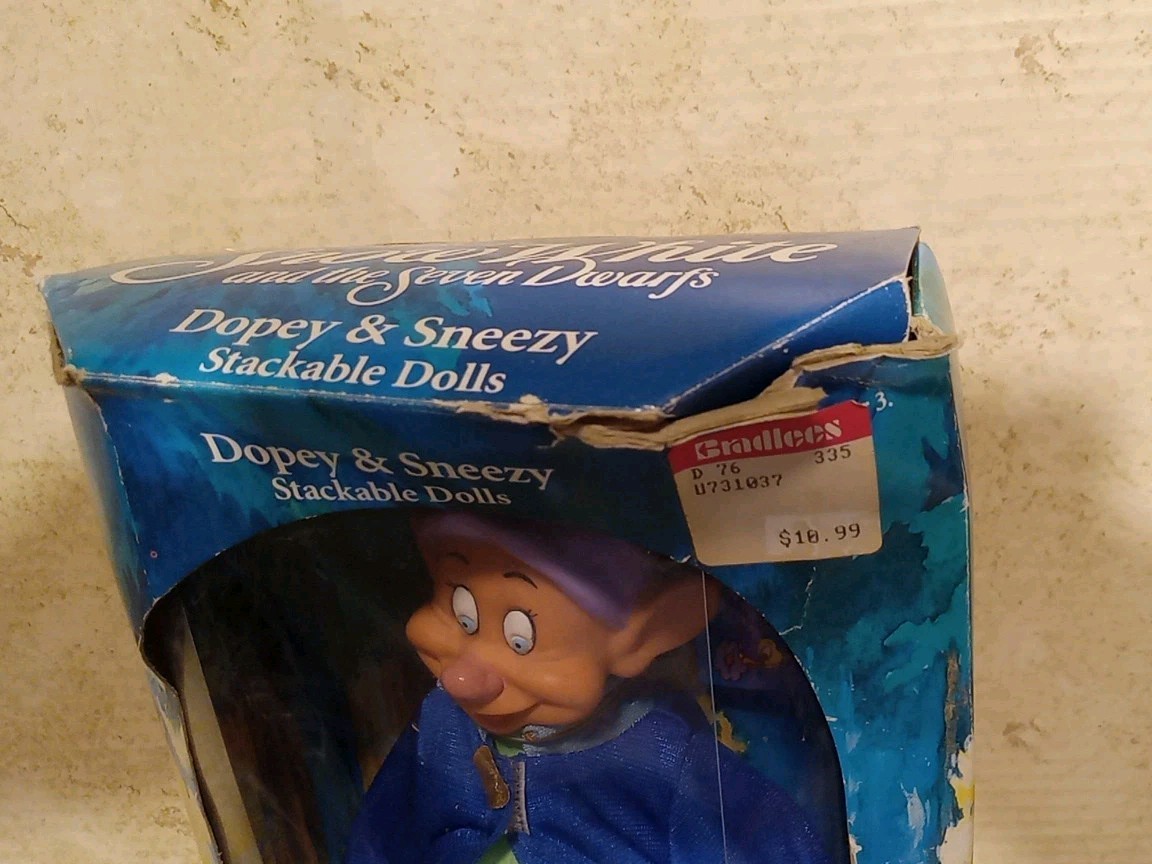 Snow White
and the Seven Dwarfs
Dopey & Sneezy
Stackable Dolls
Dopey & Sneezy
Stackable Dolls
3.
Bradlees
D 76 335
U731037
$10.99